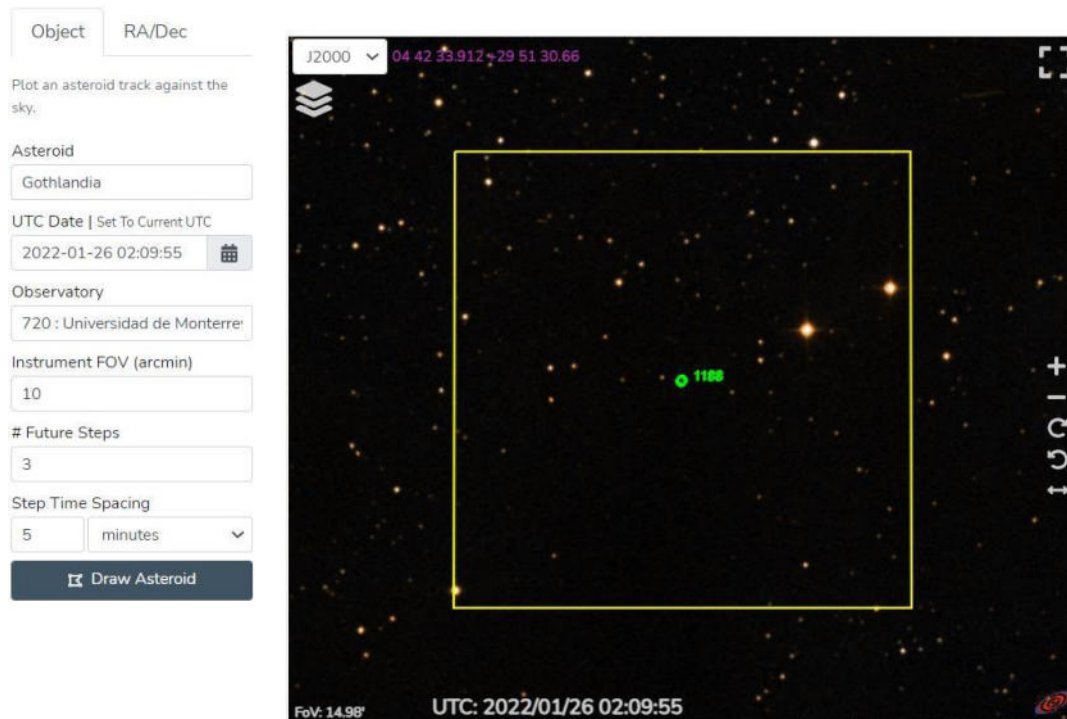 Object RA/Dec
Plot an asteroid track against the
sky.
Asteroid
Gothlandia
UTC Date | Set To Current UTC
2022-01-26 02:09:55
Observatory
720 : Universidad de Monterre
Instrument FOV (arcmin)
10
# Future Steps
3
Step Time Spacing
5 minutes
Draw Asteroid
J2000 04 42 33.912 +29 51 30.66
1188
FoV: 14.98'
UTC: 2022/01/26 02:09:55